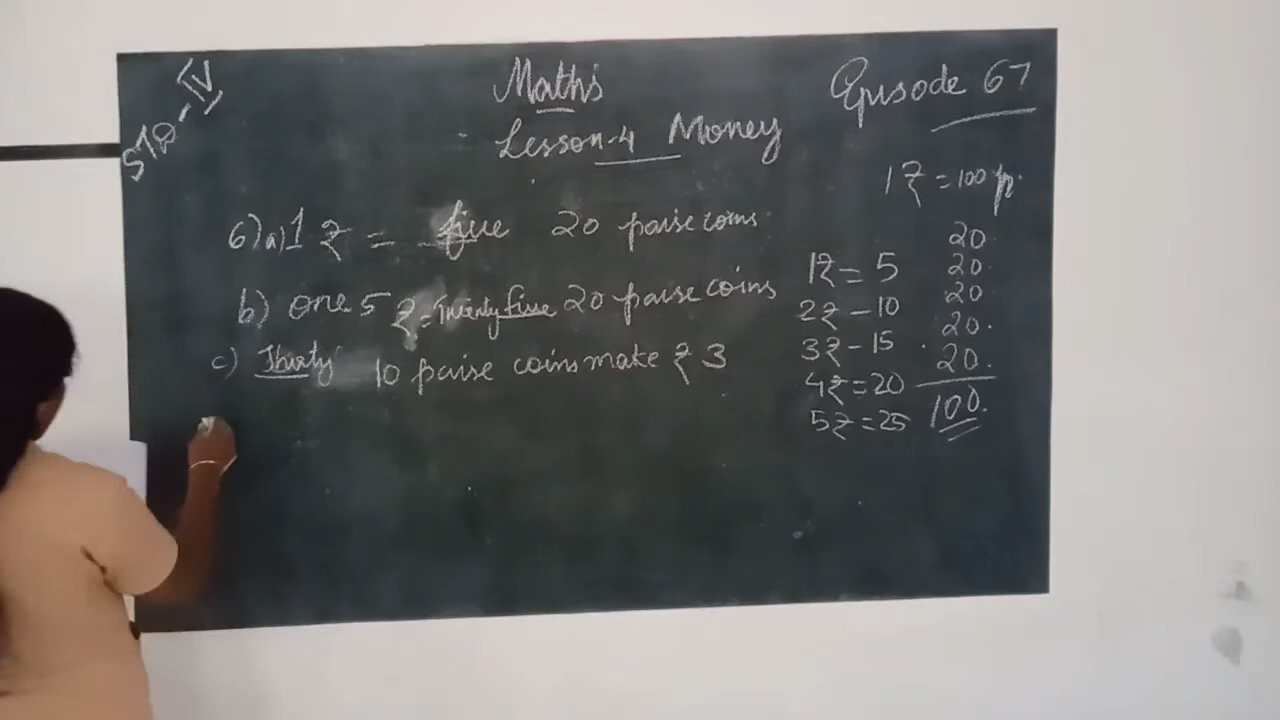 STD-IV
Maths
Episode 67
Lesson-4 Money
1₹ = 100 p.
6) a) 1 ₹ = five 20 paise coins
b) one 5 ₹ = Twenty five 20 paise coins
c) Thirty 10 paise coins make ₹ 3
1₹ = 5
2₹ - 10
3₹ - 15
4₹ = 20
5₹ = 25
20
20
20
20
20
100